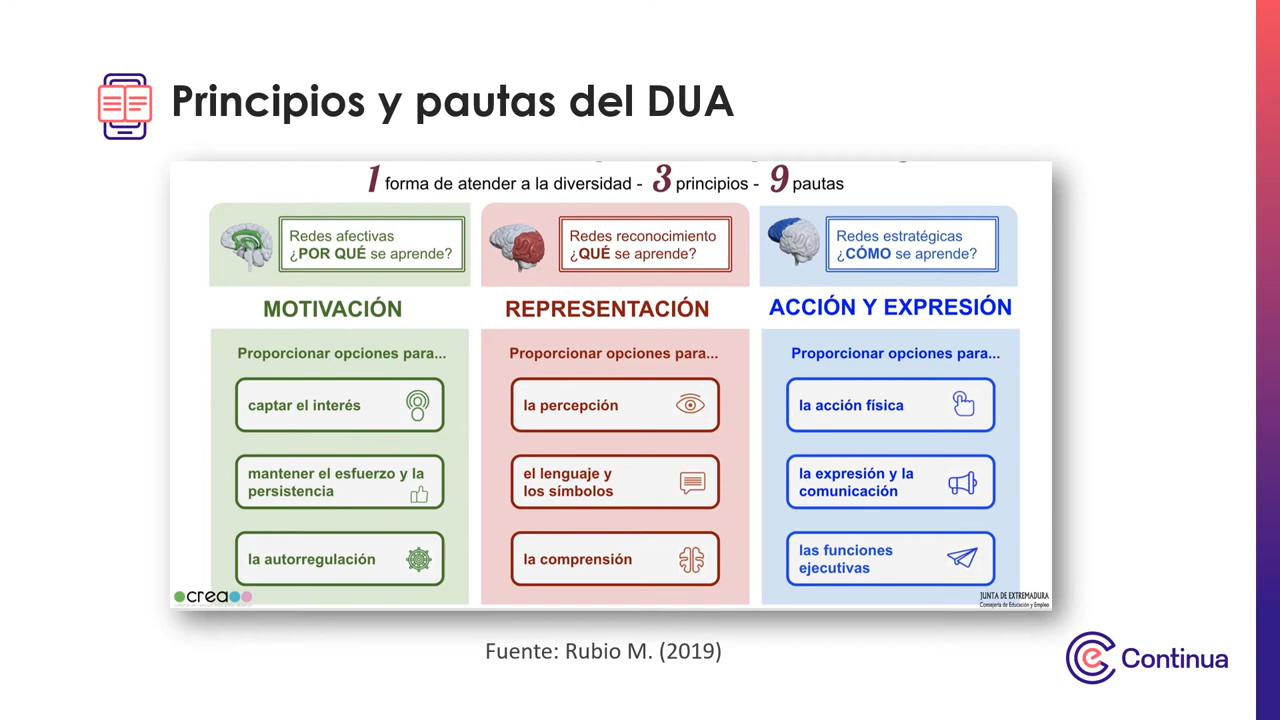 Principios y pautas del DUA
1 forma de atender a la diversidad - 3 principios - 9 pautas
Redes afectivas
¿POR QUÉ se aprende?
MOTIVACIÓN
Proporcionar opciones para...
captar el interés
mantener el esfuerzo y la
persistencia
la autorregulación
Redes reconocimiento
¿QUÉ se aprende?
REPRESENTACIÓN
Proporcionar opciones para...
la percepción
el lenguaje y
los símbolos
la comprensión
Redes estratégicas
¿CÓMO se aprende?
ACCIÓN Y EXPRESIÓN
Proporcionar opciones para...
la acción física
la expresión y la
comunicación
las funciones
ejecutivas
crea
JUNTA DE EXTREMADURA
Consejería de Educación y Empleo
Fuente: Rubio M. (2019)
e Continua